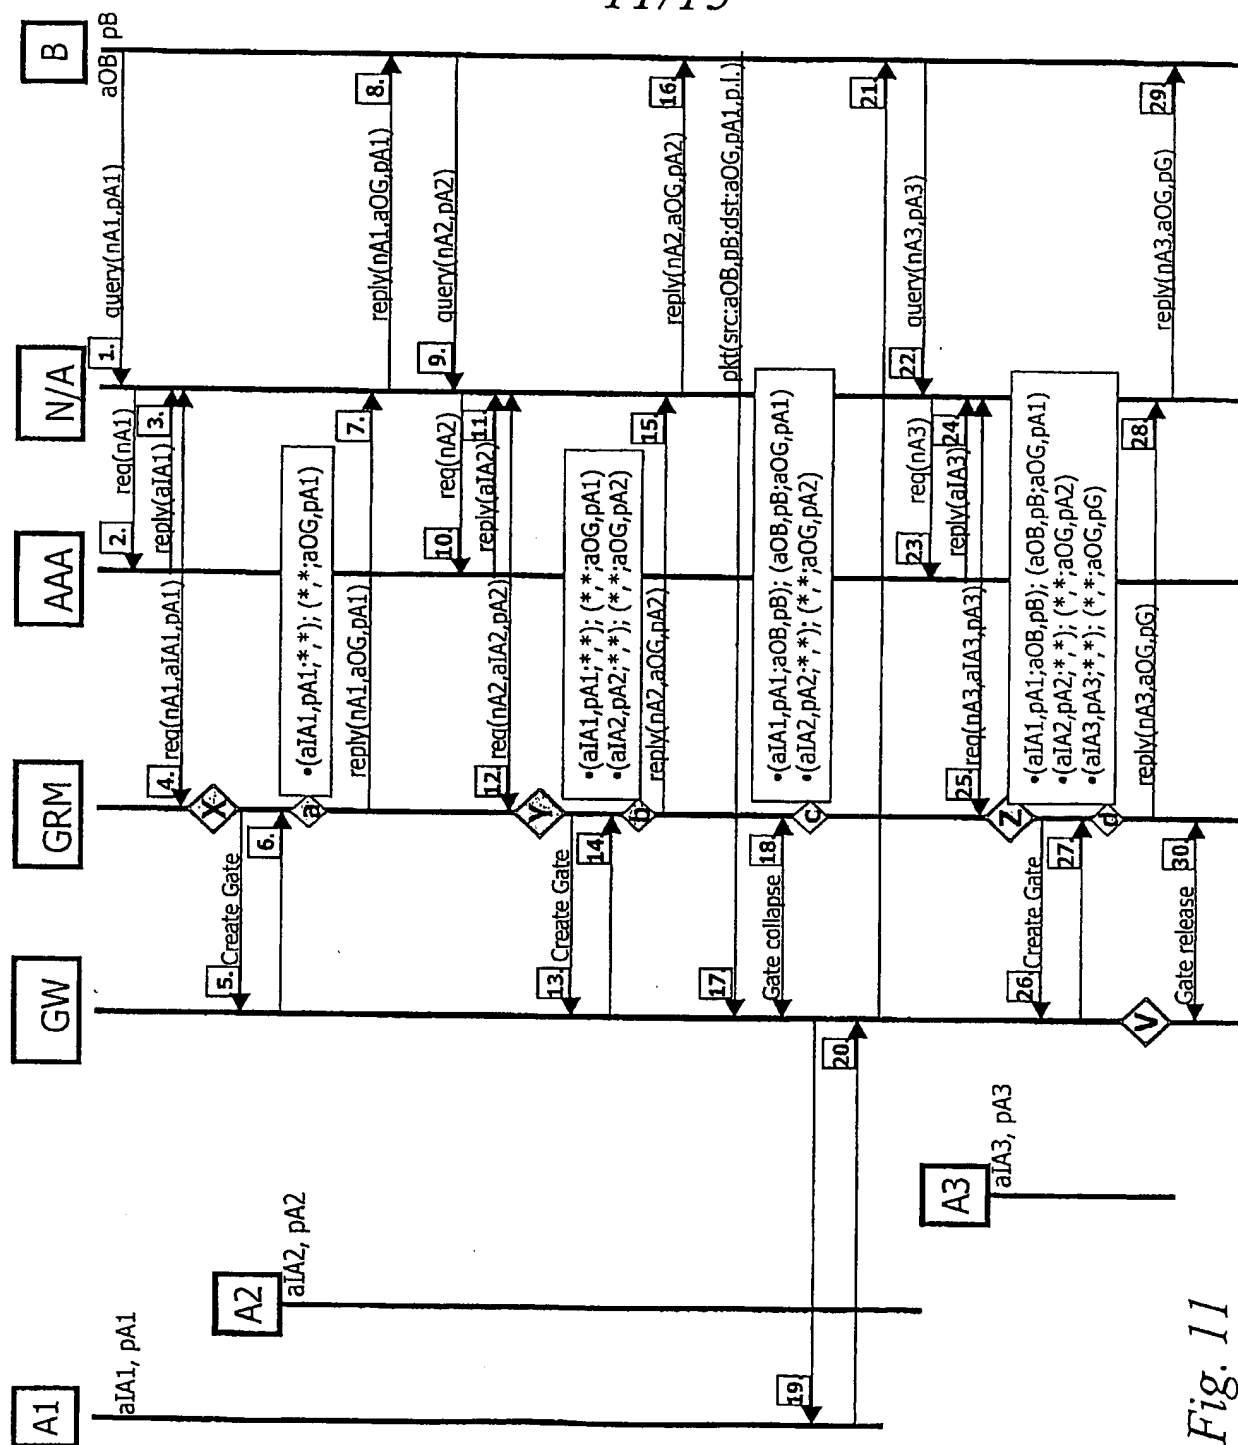 A1
GW
GRM
AAA
N/A
B
aIA1, pA1
aOB, pB
1. query(nA1,pA1)
2. req(nA1)
3. reply(aIA1)
4. req(nA1,aIA1,pA1)
X
A2
aIA2, pA2
5. Create Gate
6.
a
•(aIA1,pA1;*,*); (*,*;aOG,pA1)
7. reply(nA1,aOG,pA1)
8. reply(nA1,aOG,pA1)
9. query(nA2,pA2)
10. req(nA2)
11. reply(aIA2)
12. req(nA2,aIA2,pA2)
Y
13. Create Gate
14.
b
•(aIA1,pA1;*,*); (*,*;aOG,pA1)
•(aIA2,pA2;*,*); (*,*;aOG,pA2)
15. reply(nA2,aOG,pA2)
16. reply(nA2,aOG,pA2)
17. pkt(src:aOB,pB;dst:aOG,pA1,p.l.)
18. Gate collapse
c
•(aIA1,pA1;aOB,pB); (aOB,pB;aOG,pA1)
•(aIA2,pA2;*,*); (*,*;aOG,pA2)
19.
20.
21.
22. query(nA3,pA3)
23. req(nA3)
24. reply(aIA3)
25. req(nA3,aIA3,pA3)
A3
aIA3, pA3
Z
26. Create Gate
27.
d
•(aIA1,pA1;aOB,pB); (aOB,pB;aOG,pA1)
•(aIA2,pA2;*,*); (*,*;aOG,pA2)
•(aIA3,pA3;*,*); (*,*;aOG,pG)
28. reply(nA3,aOG,pG)
29. reply(nA3,aOG,pG)
V
30. Gate release
Fig. 11